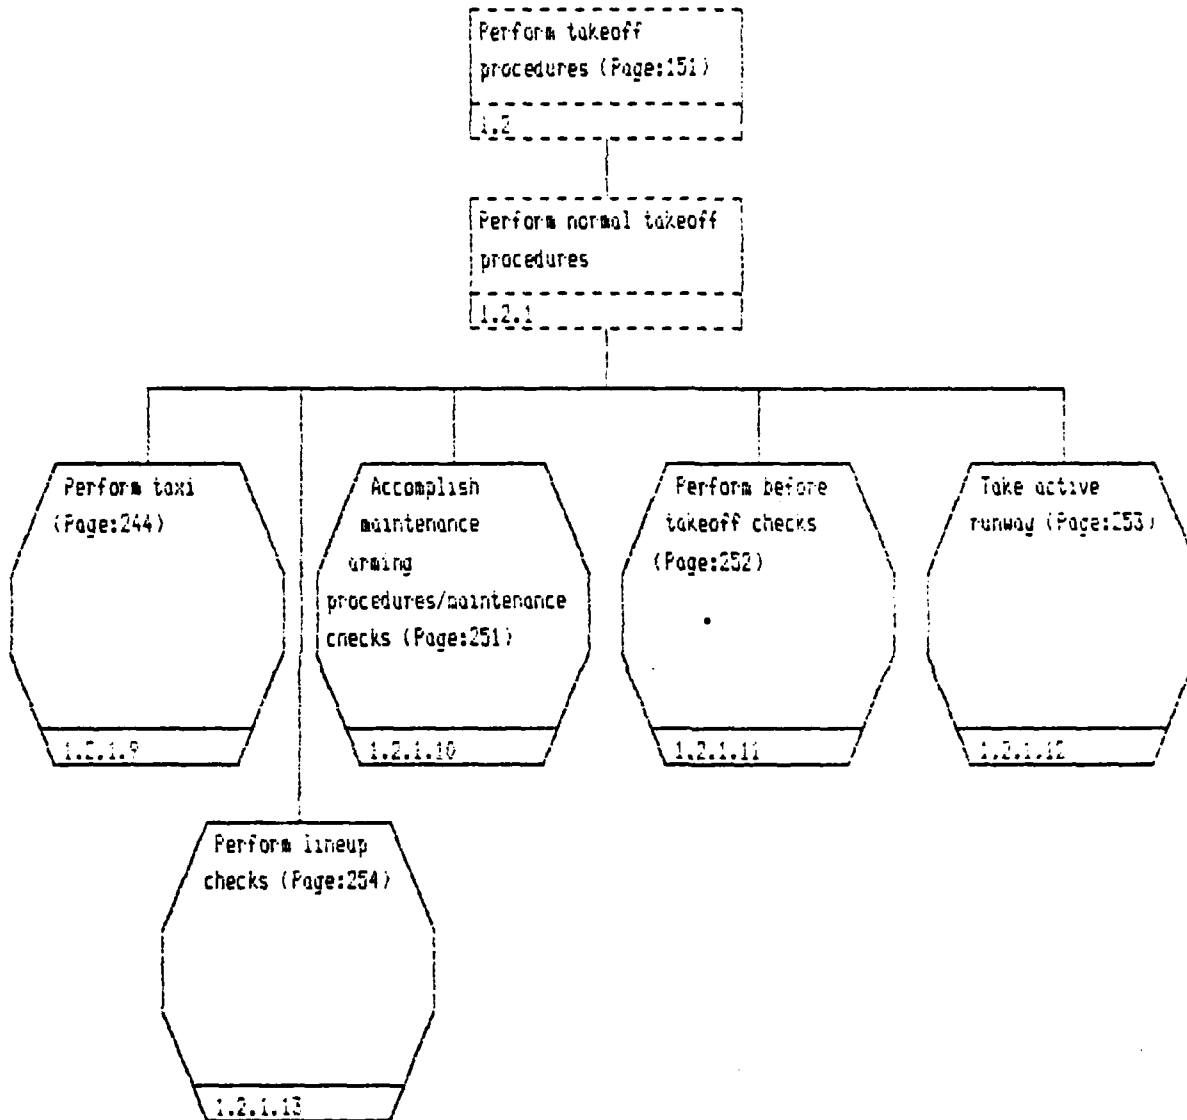 Perform takeoff
procedures (Page:151)
1.2
Perform normal takeoff
procedures
1.2.1
Perform taxi
(Page:244)
1.2.1.9
Accomplish
maintenance
arming
procedures/maintenance
checks (Page:251)
1.2.1.10
Perform before
takeoff checks
(Page:252)
1.2.1.11
Take active
runway (Page:253)
1.2.1.12
Perform lineup
checks (Page:254)
1.2.1.13